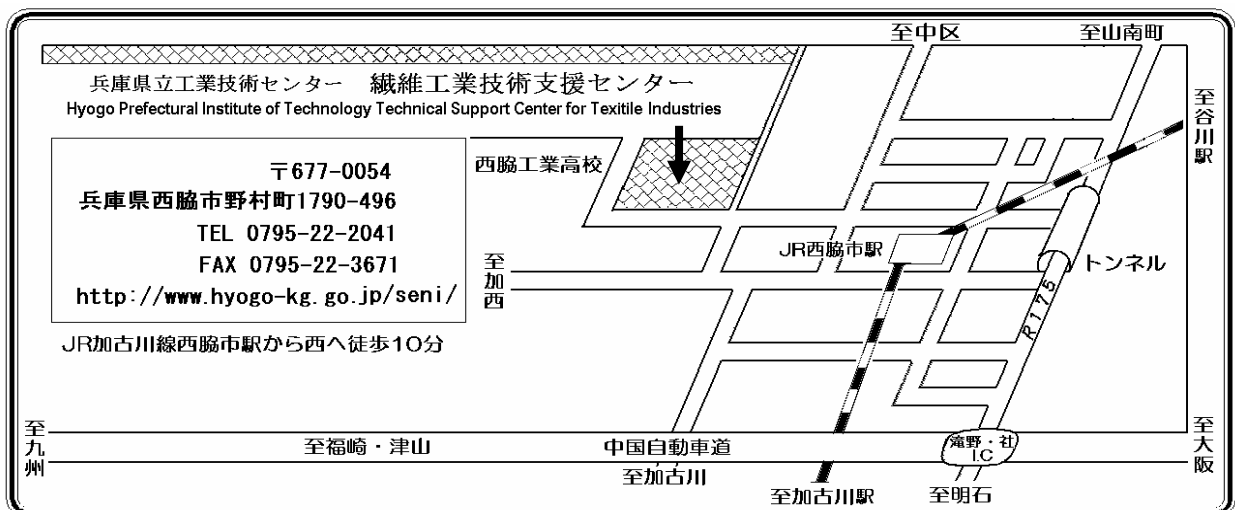 至中区
至山南町
兵庫県立工業技術センター 繊維工業技術支援センター
Hyogo Prefectural Institute of Technology Technical Support Center for Texitile Industries
至谷川駅
〒677-0054
兵庫県西脇市野村町1790-496
TEL 0795-22-2041
FAX 0795-22-3671
http://www.hyogo-kg.go.jp/seni/
西脇工業高校
JR西脇市駅
至加西
トンネル
R175
JR加古川線西脇市駅から西へ徒歩10分
至九州
至福崎・津山
中国自動車道
滝野・社
I.C
至大阪
至加古川
至加古川駅
至明石